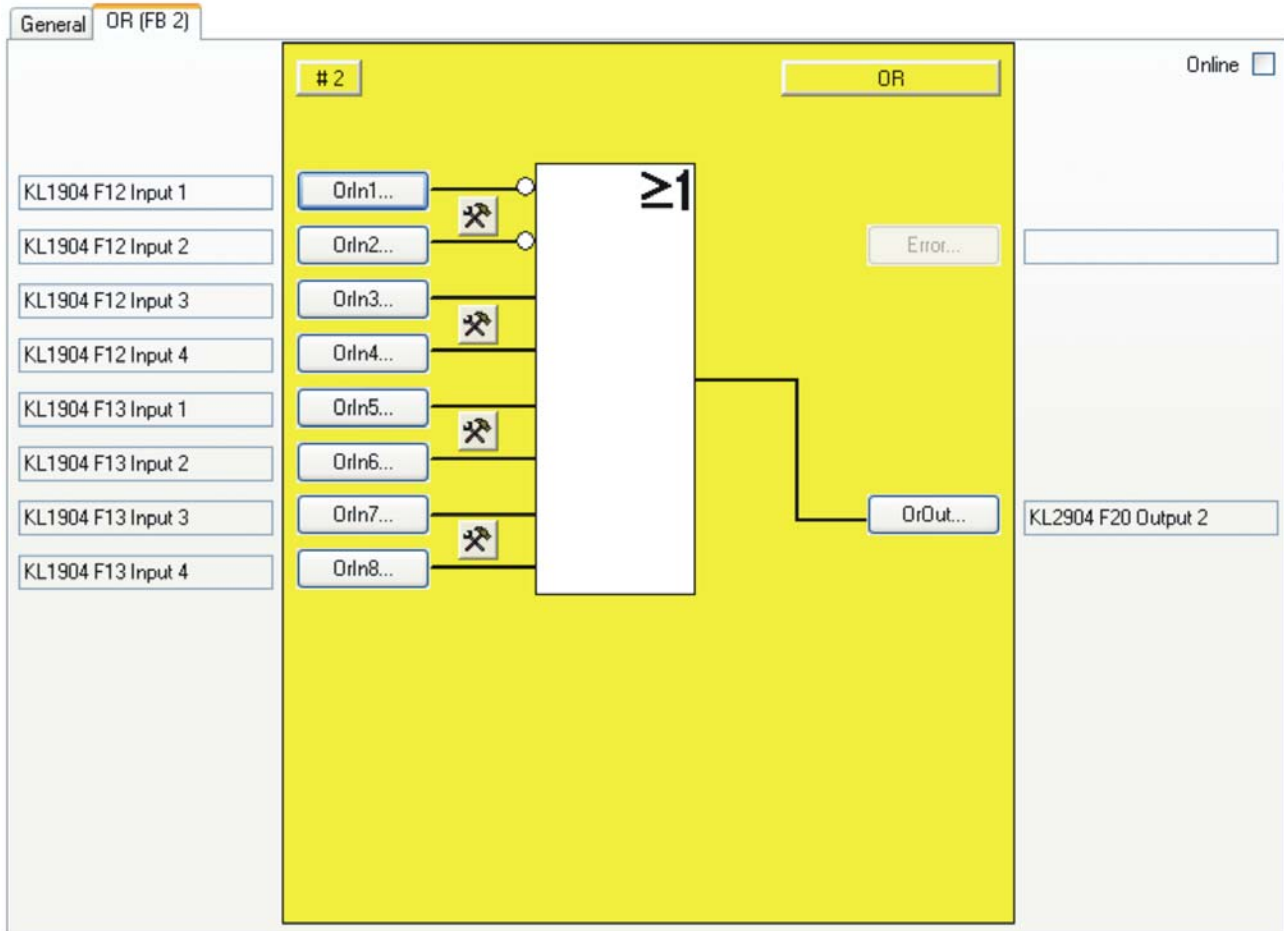 General
OR (FB 2)
# 2
OR
Online
KL1904 F12 Input 1
OrIn1...
≥1
KL1904 F12 Input 2
OrIn2...
Error...
KL1904 F12 Input 3
OrIn3...
KL1904 F12 Input 4
OrIn4...
KL1904 F13 Input 1
OrIn5...
KL1904 F13 Input 2
OrIn6...
KL1904 F13 Input 3
OrIn7...
OrOut...
KL2904 F20 Output 2
KL1904 F13 Input 4
OrIn8...